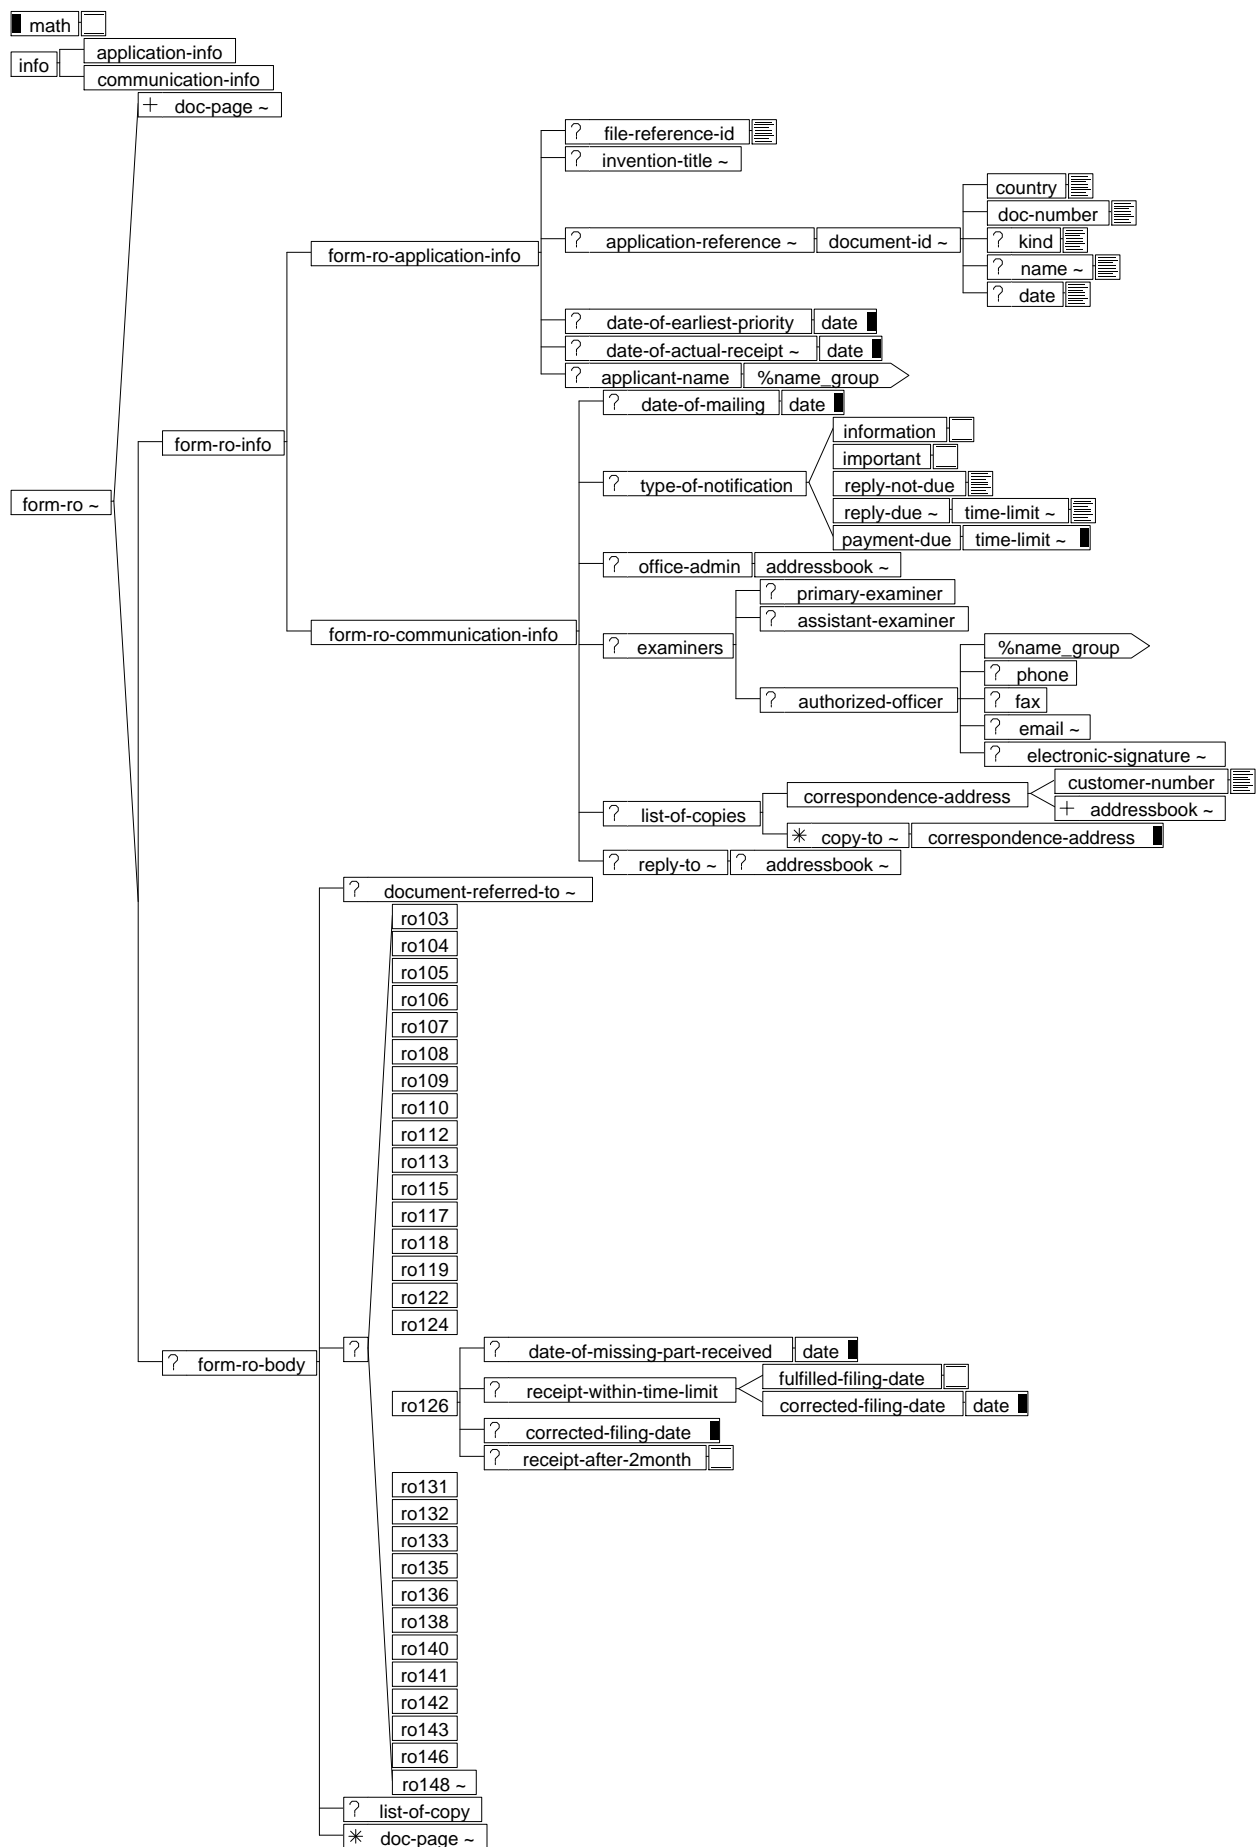 math
application-info
info
communication-info
+ doc-page ~
? file-reference-id
? invention-title ~
country
doc-number
? application-reference ~ document-id ~ ? kind
form-ro-application-info
? name ~
? date
? date-of-earliest-priority date
? date-of-actual-receipt ~ date
? applicant-name %name_group
? date-of-mailing date
information
form-ro-info
important
? type-of-notification reply-not-due
form-ro ~
reply-due ~ time-limit ~
payment-due time-limit ~
? office-admin addressbook ~
? primary-examiner
? assistant-examiner
form-ro-communication-info
? examiners %name_group
? phone
? authorized-officer ? fax
? email ~
? electronic-signature ~
customer-number
correspondence-address
+ addressbook ~
? list-of-copies
* copy-to ~ correspondence-address
? reply-to ~ ? addressbook ~
? document-referred-to ~
ro103
ro104
ro105
ro106
ro107
ro108
ro109
ro110
ro112
ro113
ro115
ro117
ro118
ro119
ro122
ro124
?
? date-of-missing-part-received date
? form-ro-body
fulfilled-filing-date
? receipt-within-time-limit
ro126
corrected-filing-date date
? corrected-filing-date
? receipt-after-2month
ro131
ro132
ro133
ro135
ro136
ro138
ro140
ro141
ro142
ro143
ro146
ro148 ~
? list-of-copy
* doc-page ~